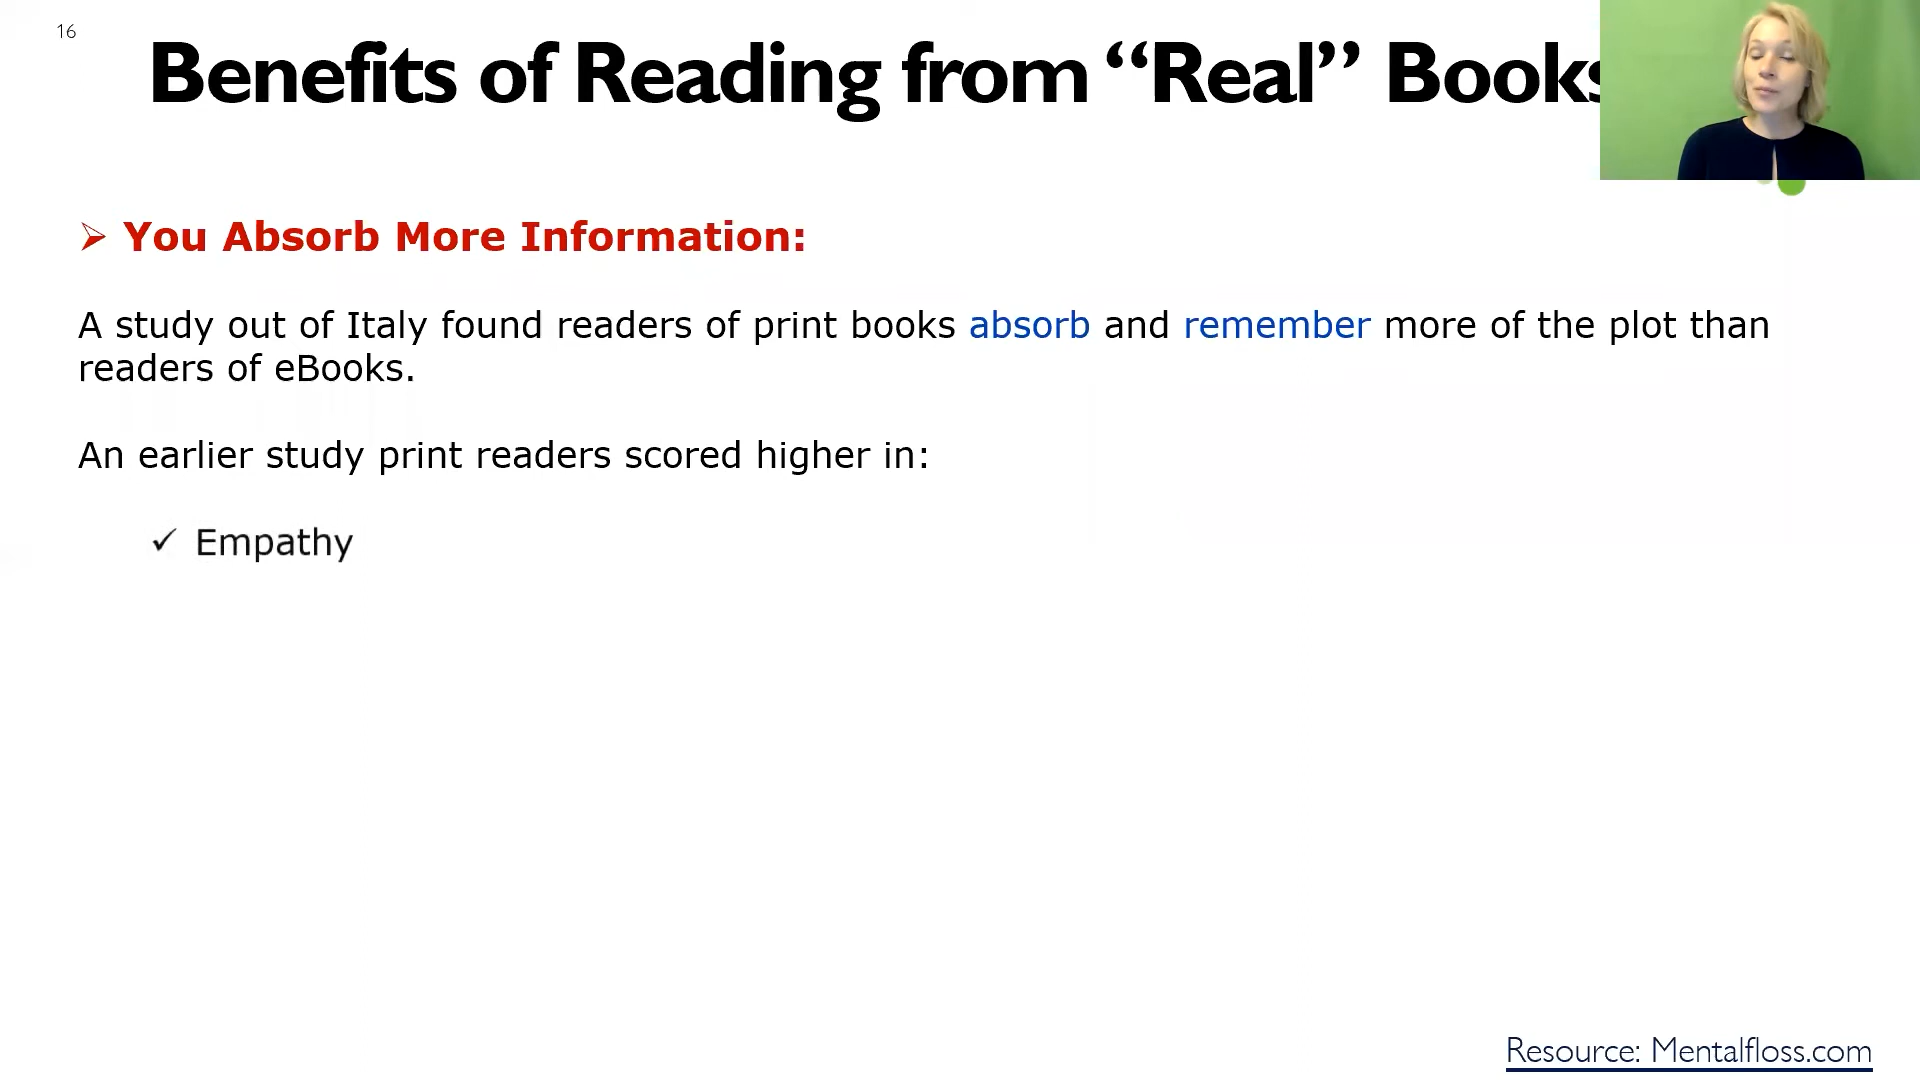 16
Benefits of Reading from “Real” Books
➢ You Absorb More Information:
A study out of Italy found readers of print books absorb and remember more of the plot than
readers of eBooks.
An earlier study print readers scored higher in:
✓ Empathy
Resource: Mentalfloss.com